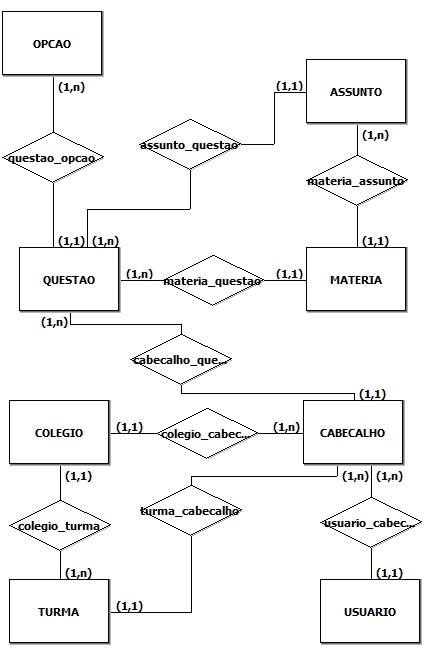 OPCAO
(1,n)
(1,1)
ASSUNTO
assunto_questao
(1,n)
questao_opcao
materia_assunto
(1,1)
(1,n)
(1,1)
QUESTAO
(1,n)
materia_questao
(1,1)
MATERIA
(1,n)
cabecalho_que...
(1,1)
COLEGIO
(1,1)
colegio_cabec...
(1,n)
CABECALHO
(1,1)
(1,n)
(1,n)
colegio_turma
turma_cabecalho
usuario_cabec...
(1,n)
(1,1)
(1,1)
TURMA
USUARIO